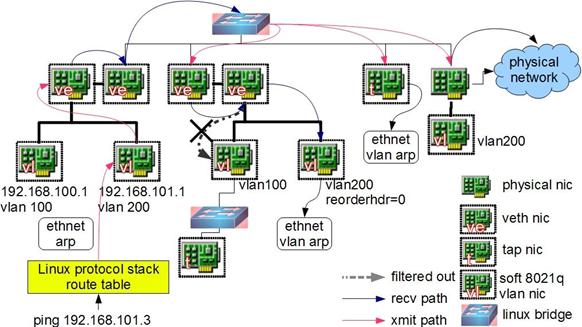 physical
network
ve
ve
ve
ve
t
ethnet
vlan arp
vl
vlan200
vl
vl
vl
vl
192.168.100.1
vlan 100
192.168.101.1
vlan 200
vlan100
vlan200
reorderhdr=0
ethnet
arp
ethnet
vlan arp
t
physical nic
ve
veth nic
t
tap nic
vl
soft 8021q
vlan nic
linux bridge
Linux protocol stack
route table
filtered out
recv path
xmit path
ping 192.168.101.3